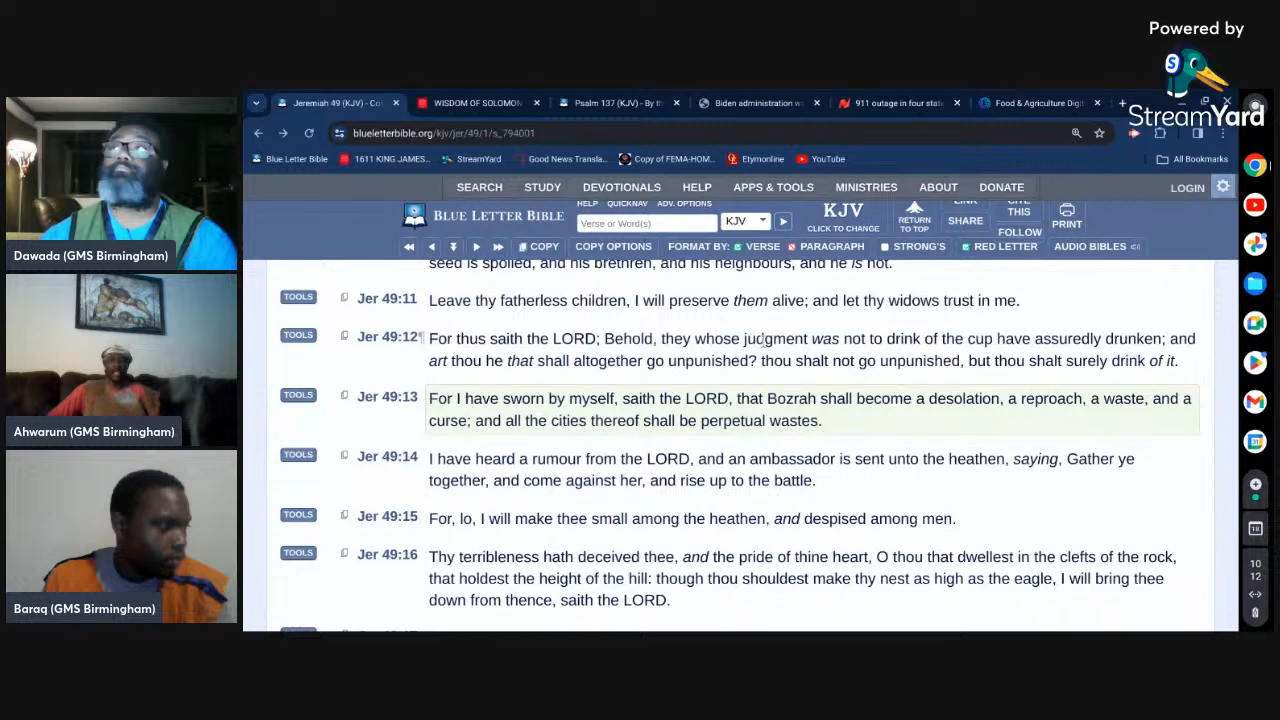 Powered by
StreamYard
Dawada (GMS Birmingham)
Ahwarum (GMS Birmingham)
Baraq (GMS Birmingham)
Jeremiah 49 (KJV) - Co
WISDOM OF SOLOMON
Psalm 137 (KJV) - By th
Biden administration w
911 outage in four stat
Food & Agriculture Digi
blueletterbible.org/kjv/jer/49/1/s_794001
Blue Letter Bible
1611 KING JAMES...
StreamYard
Good News Transla...
Copy of FEMA-HOM...
Etymonline
YouTube
All Bookmarks
SEARCH STUDY DEVOTIONALS HELP APPS & TOOLS MINISTRIES ABOUT DONATE
LOGIN
BLUE LETTER BIBLE
HELP QUICKNAV ADV. OPTIONS
Verse or Word(s)
KJV
KJV
CLICK TO CHANGE
RETURN
TO TOP
LINK
SHARE
CITE
THIS
FOLLOW
PRINT
COPY COPY OPTIONS FORMAT BY: VERSE PARAGRAPH STRONG'S RED LETTER AUDIO BIBLES
seed is spoiled, and his brethren, and his neighbours, and he is not.
TOOLS Jer 49:11 Leave thy fatherless children, I will preserve them alive; and let thy widows trust in me.
TOOLS Jer 49:12¶ For thus saith the LORD; Behold, they whose judgment was not to drink of the cup have assuredly drunken; and
art thou he that shall altogether go unpunished? thou shalt not go unpunished, but thou shalt surely drink of it.
TOOLS Jer 49:13 For I have sworn by myself, saith the LORD, that Bozrah shall become a desolation, a reproach, a waste, and a
curse; and all the cities thereof shall be perpetual wastes.
TOOLS Jer 49:14 I have heard a rumour from the LORD, and an ambassador is sent unto the heathen, saying, Gather ye
together, and come against her, and rise up to the battle.
TOOLS Jer 49:15 For, lo, I will make thee small among the heathen, and despised among men.
TOOLS Jer 49:16 Thy terribleness hath deceived thee, and the pride of thine heart, O thou that dwellest in the clefts of the rock,
that holdest the height of the hill: though thou shouldest make thy nest as high as the eagle, I will bring thee
down from thence, saith the LORD.
10
12